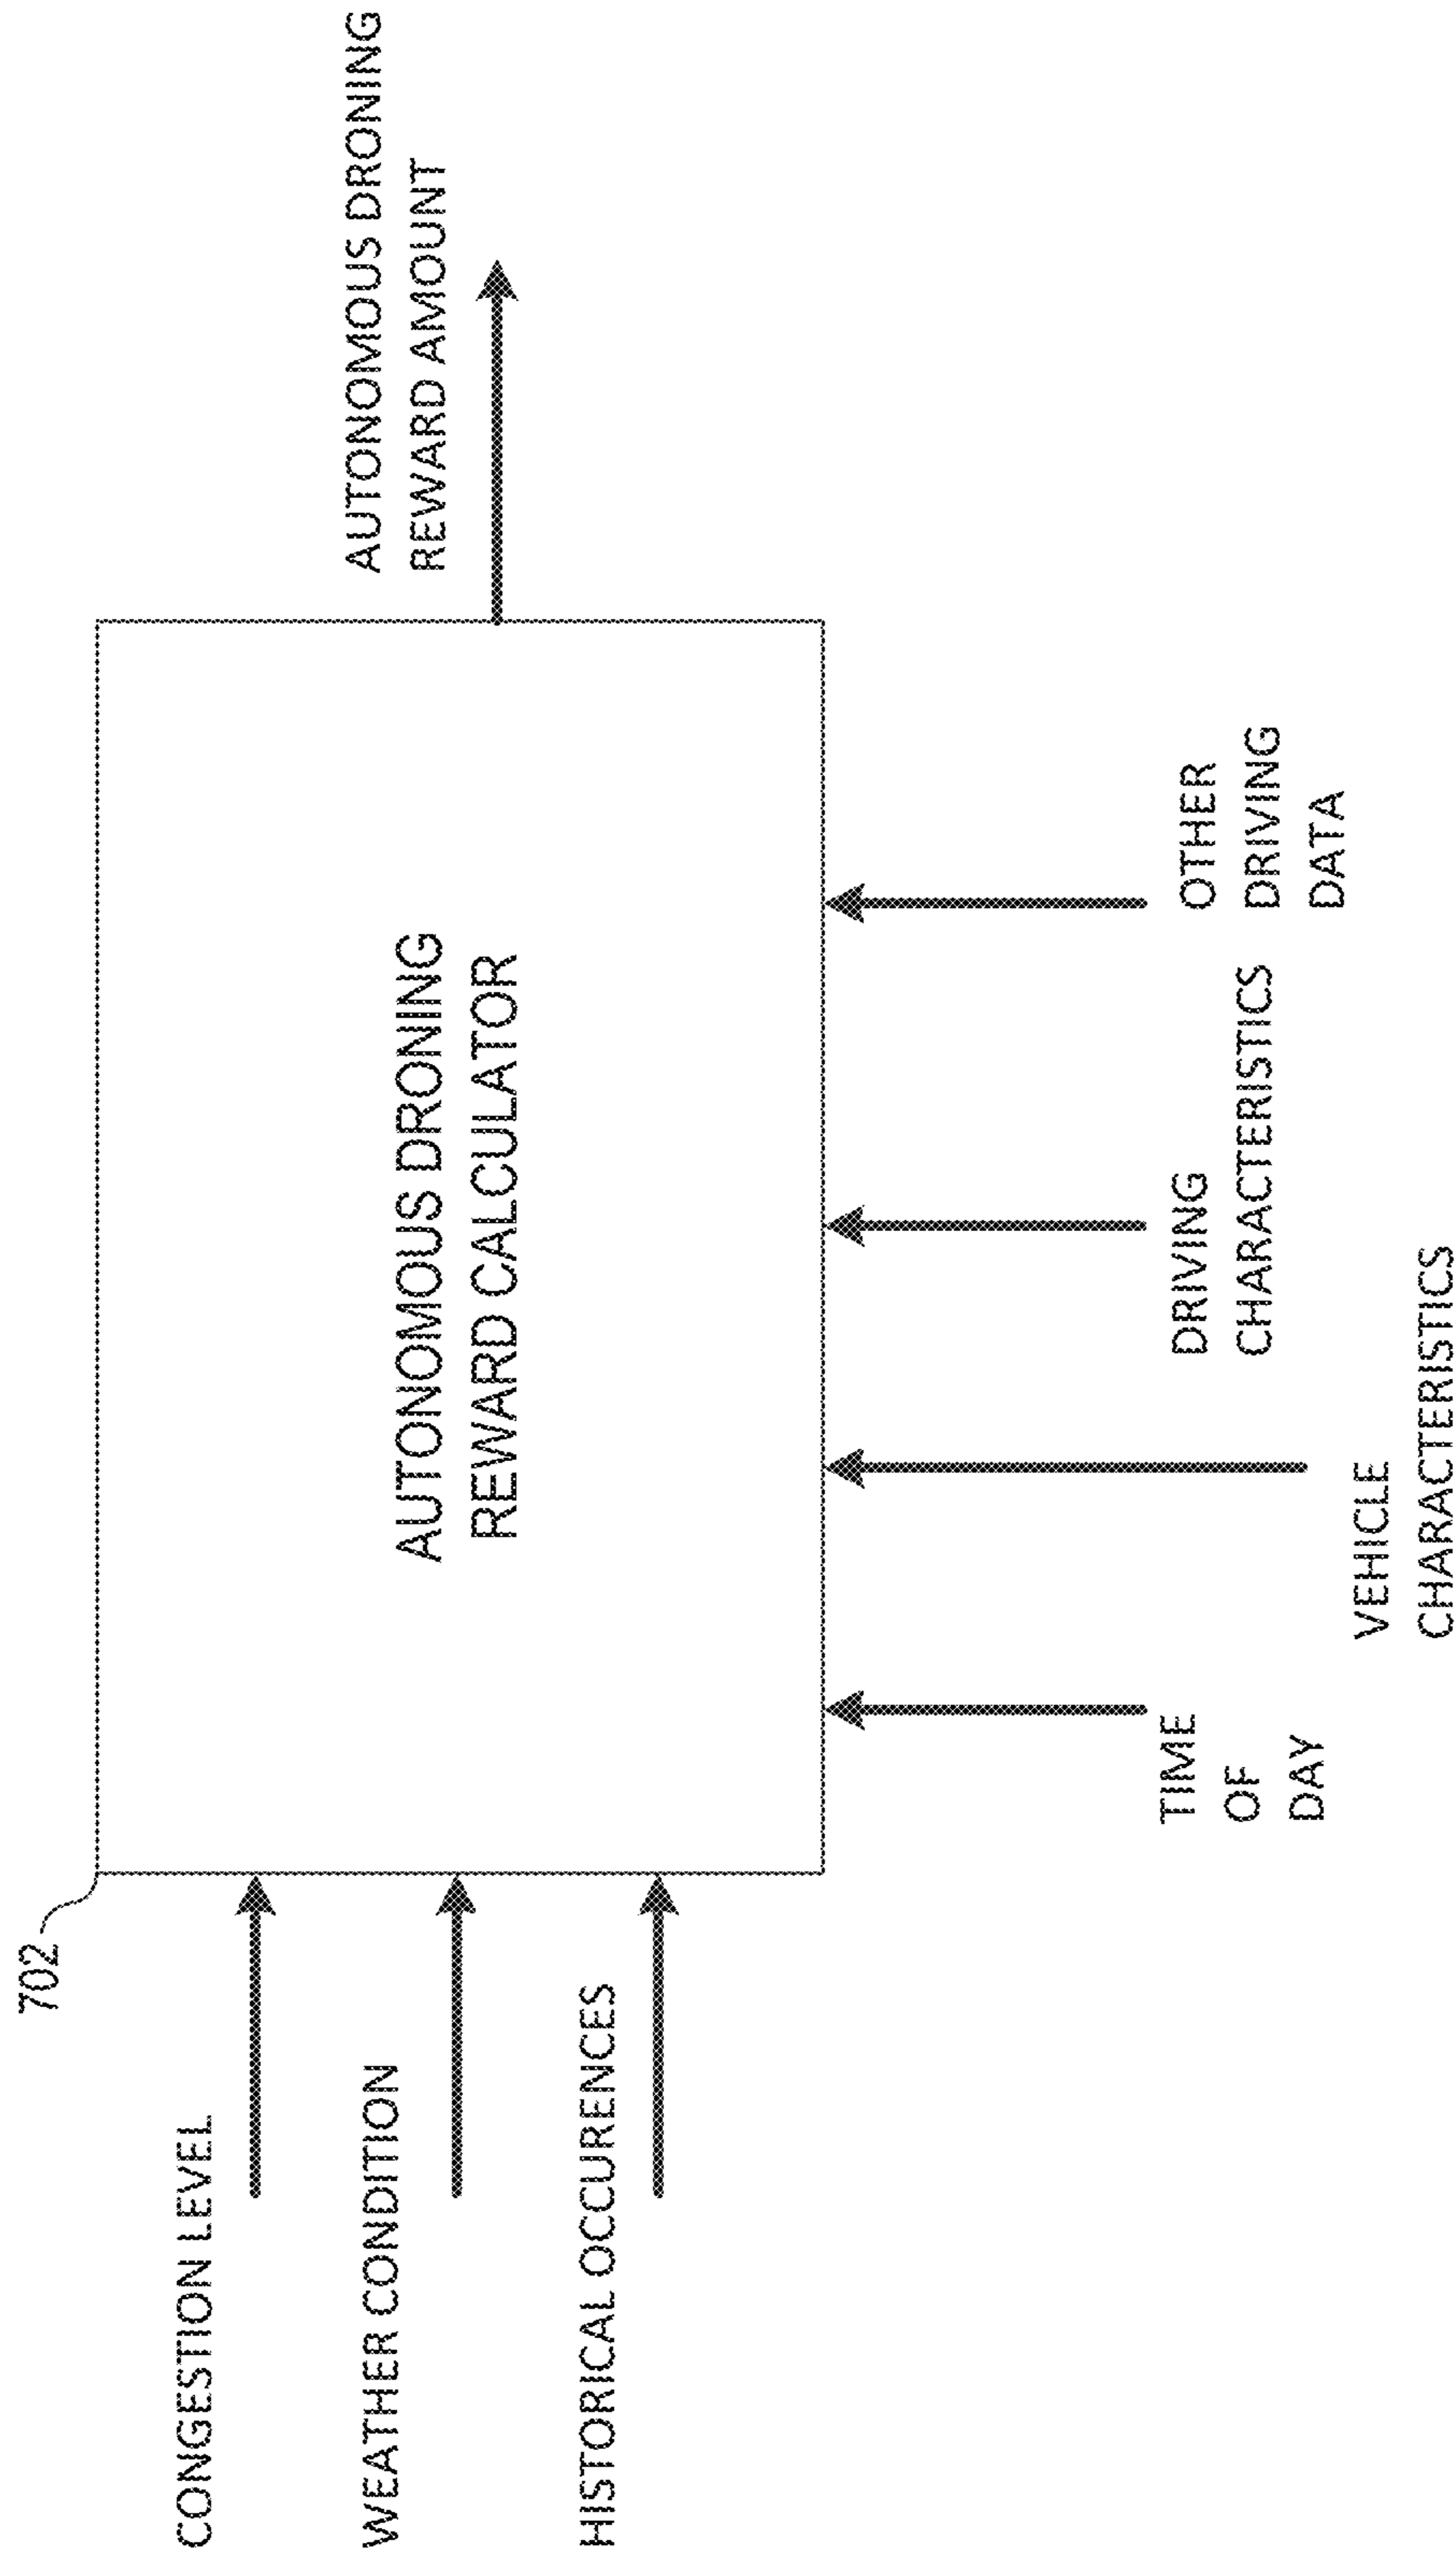 702
CONGESTION LEVEL
WEATHER CONDITION
HISTORICAL OCCURENCES
AUTONOMOUS DRONING
REWARD CALCULATOR
AUTONOMOUS DRONING
REWARD AMOUNT
TIME
OF
DAY
VEHICLE
CHARACTERISTICS
DRIVING
CHARACTERISTICS
OTHER
DRIVING
DATA